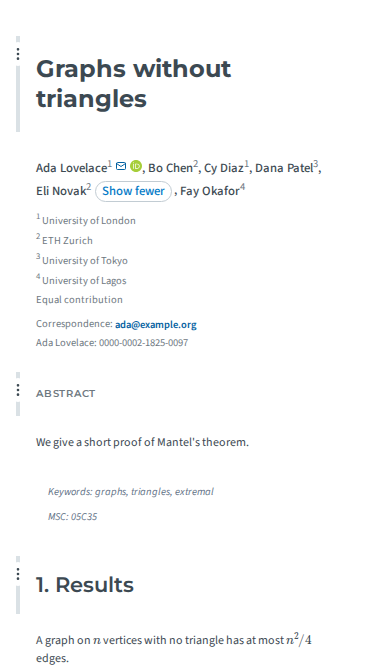 Graphs without
triangles
Ada Lovelace1 , Bo Chen2, Cy Diaz1, Dana Patel3,
Eli Novak2 Show fewer , Fay Okafor4
1 University of London
2 ETH Zurich
3 University of Tokyo
4 University of Lagos
Equal contribution
Correspondence: ada@example.org
Ada Lovelace: 0000-0002-1825-0097
ABSTRACT
We give a short proof of Mantel's theorem.
Keywords: graphs, triangles, extremal
MSC: 05C35
1. Results
A graph on n vertices with no triangle has at most n²/4
edges.